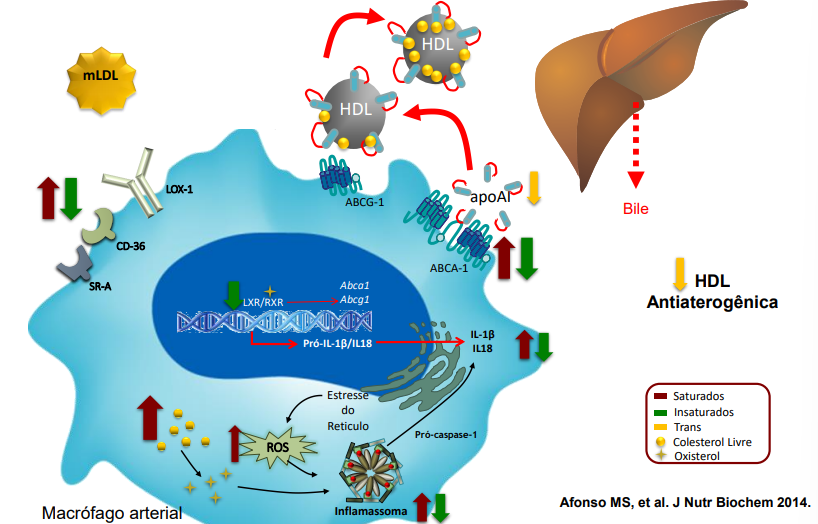 HDL
mLDL
HDL
LOX-1
ABCG-1
apoAI
Bile
CD-36
SR-A
ABCA-1
Abca1
LXR/RXR
Abcg1
HDL
Antiaterogênica
Pró-IL-1β/IL18
IL-1β
IL18
Estresse
do
Reticulo
Pró-caspase-1
ROS
Inflamassoma
Saturados
Insaturados
Trans
Colesterol Livre
Oxisterol
Macrófago arterial
Afonso MS, et al. J Nutr Biochem 2014.